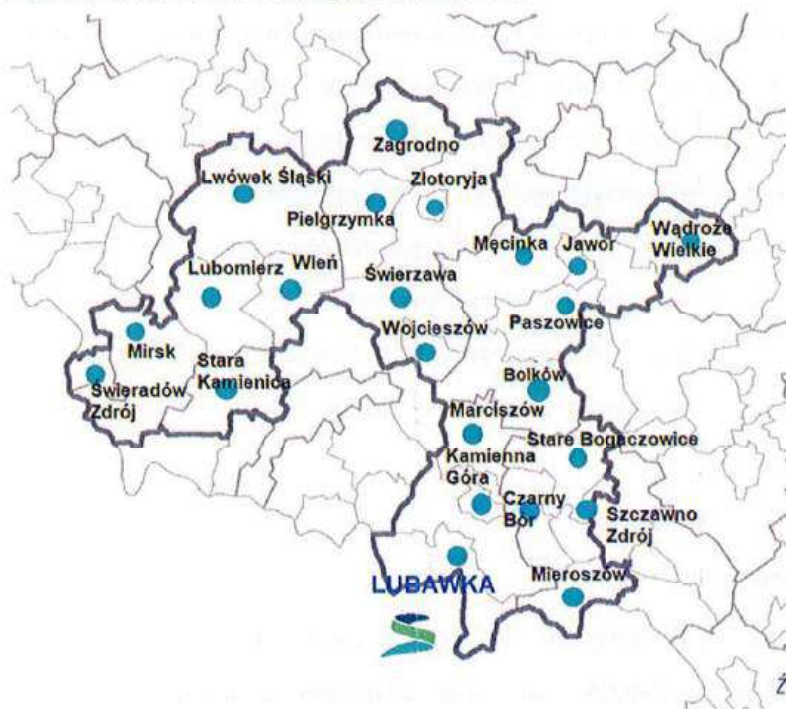 Zagrodno
Lwówek Śląski
Złotoryja
Pielgrzymka
Wądroże
Wielkie
Męcinka
Jawor
Lubomierz
Wleń
Świerzawa
Paszowice
Wojcieszów
Mirsk
Stara
Kamienica
Świeradów
Zdrój
Bolków
Marciszów
Stare Bogaczowice
Kamienna
Góra
Czarny
Bór
Szczawno
Zdrój
LUBAWKA
Mieroszów